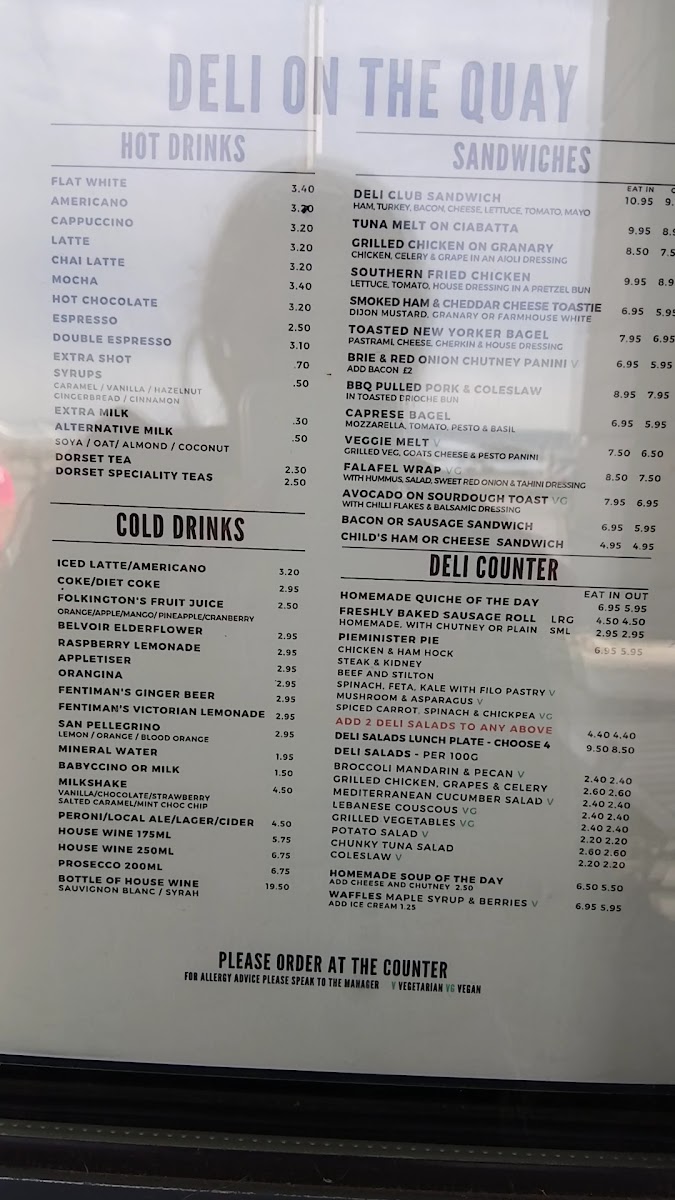 DELI ON THE QUAY
HOT DRINKS
FLAT WHITE 3.40
AMERICANO 3.20
CAPPUCCINO 3.20
LATTE 3.20
CHAI LATTE 3.20
MOCHA 3.40
HOT CHOCOLATE 3.20
ESPRESSO 2.50
DOUBLE ESPRESSO 3.10
EXTRA SHOT .70
SYRUPS .50
CARAMEL / VANILLA / HAZELNUT
GINGERBREAD / CINNAMON
EXTRA MILK .30
ALTERNATIVE MILK .50
SOYA / OAT/ ALMOND / COCONUT
DORSET TEA 2.30
DORSET SPECIALITY TEAS 2.50
COLD DRINKS
ICED LATTE/AMERICANO 3.20
COKE/DIET COKE 2.95
FOLKINGTON'S FRUIT JUICE 2.50
ORANGE/APPLE/MANGO/ PINEAPPLE/CRANBERRY
BELVOIR ELDERFLOWER 2.95
RASPBERRY LEMONADE 2.95
APPLETISER 2.95
ORANGINA 2.95
FENTIMAN'S GINGER BEER 2.95
FENTIMAN'S VICTORIAN LEMONADE 2.95
SAN PELLEGRINO 2.95
LEMON / ORANGE / BLOOD ORANGE
MINERAL WATER 1.95
BABYCCINO OR MILK 1.50
MILKSHAKE 4.50
VANILLA/CHOCOLATE/STRAWBERRY
SALTED CARAMEL/MINT CHOC CHIP
PERONI/LOCAL ALE/LAGER/CIDER 4.50
HOUSE WINE 175ML 5.75
HOUSE WINE 250ML 6.75
PROSECCO 200ML 6.75
BOTTLE OF HOUSE WINE 19.50
SAUVIGNON BLANC / SYRAH
SANDWICHES
EAT IN
DELI CLUB SANDWICH 10.95 9.
HAM, TURKEY, BACON, CHEESE, LETTUCE, TOMATO, MAYO
TUNA MELT ON CIABATTA 9.95 8.9
GRILLED CHICKEN ON GRANARY 8.50 7.5
CHICKEN, CELERY & GRAPE IN AN AIOLI DRESSING
SOUTHERN FRIED CHICKEN 9.95 8.9
LETTUCE, TOMATO, HOUSE DRESSING IN A PRETZEL BUN
SMOKED HAM & CHEDDAR CHEESE TOASTIE 6.95 5.95
DIJON MUSTARD, GRANARY OR FARMHOUSE WHITE
TOASTED NEW YORKER BAGEL 7.95 6.95
PASTRAMI, CHEESE, GHERKIN & HOUSE DRESSING
BRIE & RED ONION CHUTNEY PANINI V 6.95 5.95
ADD BACON £2
BBQ PULLED PORK & COLESLAW 8.95 7.95
IN TOASTED BRIOCHE BUN
CAPRESE BAGEL 6.95 5.95
MOZZARELLA, TOMATO, PESTO & BASIL
VEGGIE MELT V 7.50 6.50
GRILLED VEG, GOATS CHEESE & PESTO PANINI
FALAFEL WRAP VG 8.50 7.50
WITH HUMMUS, SALAD, SWEET RED ONION & TAHINI DRESSING
AVOCADO ON SOURDOUGH TOAST VG 7.95 6.95
WITH CHILLI FLAKES & BALSAMIC DRESSING
BACON OR SAUSAGE SANDWICH 6.95 5.95
CHILD'S HAM OR CHEESE SANDWICH 4.95 4.95
DELI COUNTER
EAT IN OUT
HOMEMADE QUICHE OF THE DAY 6.95 5.95
FRESHLY BAKED SAUSAGE ROLL LRG 4.50 4.50
HOMEMADE, WITH CHUTNEY OR PLAIN SML 2.95 2.95
PIEMINISTER PIE 6.95 5.95
CHICKEN & HAM HOCK
STEAK & KIDNEY
BEEF AND STILTON
SPINACH, FETA, KALE WITH FILO PASTRY V
MUSHROOM & ASPARAGUS V
SPICED CARROT, SPINACH & CHICKPEA VG
ADD 2 DELI SALADS TO ANY ABOVE 4.40 4.40
DELI SALADS LUNCH PLATE - CHOOSE 4 9.50 8.50
DELI SALADS - PER 100G
BROCCOLI MANDARIN & PECAN V 2.40 2.40
GRILLED CHICKEN, GRAPES & CELERY 2.60 2.60
MEDITERRANEAN CUCUMBER SALAD V 2.40 2.40
LEBANESE COUSCOUS VG 2.40 2.40
GRILLED VEGETABLES VG 2.40 2.40
POTATO SALAD V 2.20 2.20
CHUNKY TUNA SALAD 2.60 2.60
COLESLAW V 2.20 2.20
HOMEMADE SOUP OF THE DAY 6.50 5.50
ADD CHEESE AND CHUTNEY 2.50
WAFFLES MAPLE SYRUP & BERRIES V 6.95 5.95
ADD ICE CREAM 1.25
PLEASE ORDER AT THE COUNTER
FOR ALLERGY ADVICE PLEASE SPEAK TO THE MANAGER V VEGETARIAN VG VEGAN